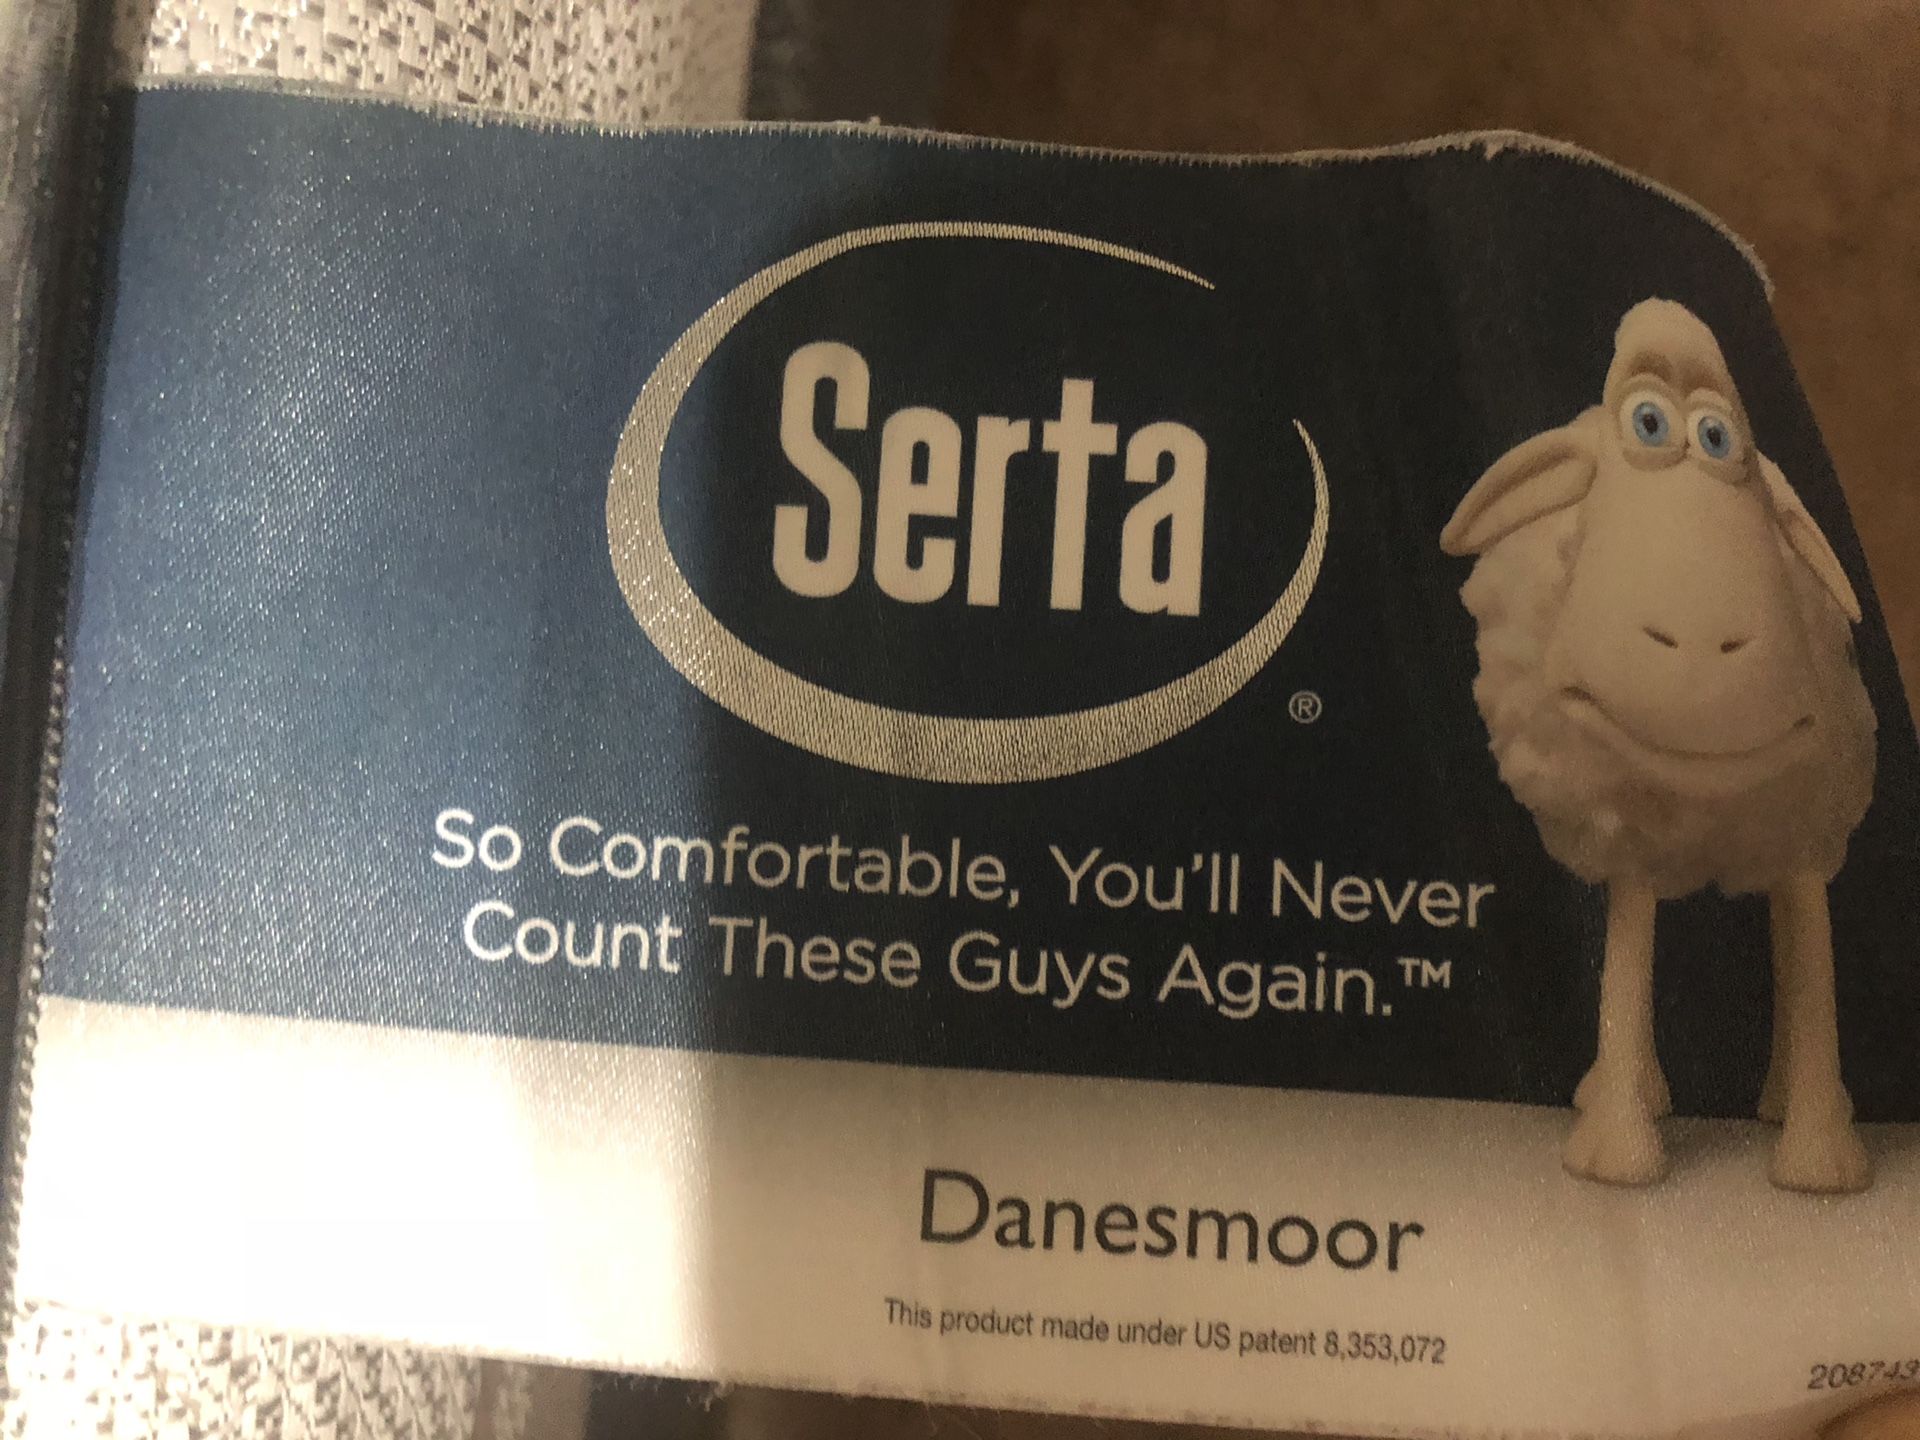 Serta®
So Comfortable, You'll Never
Count These Guys Again.™
Danesmoor
This product made under US patent 8,353,072